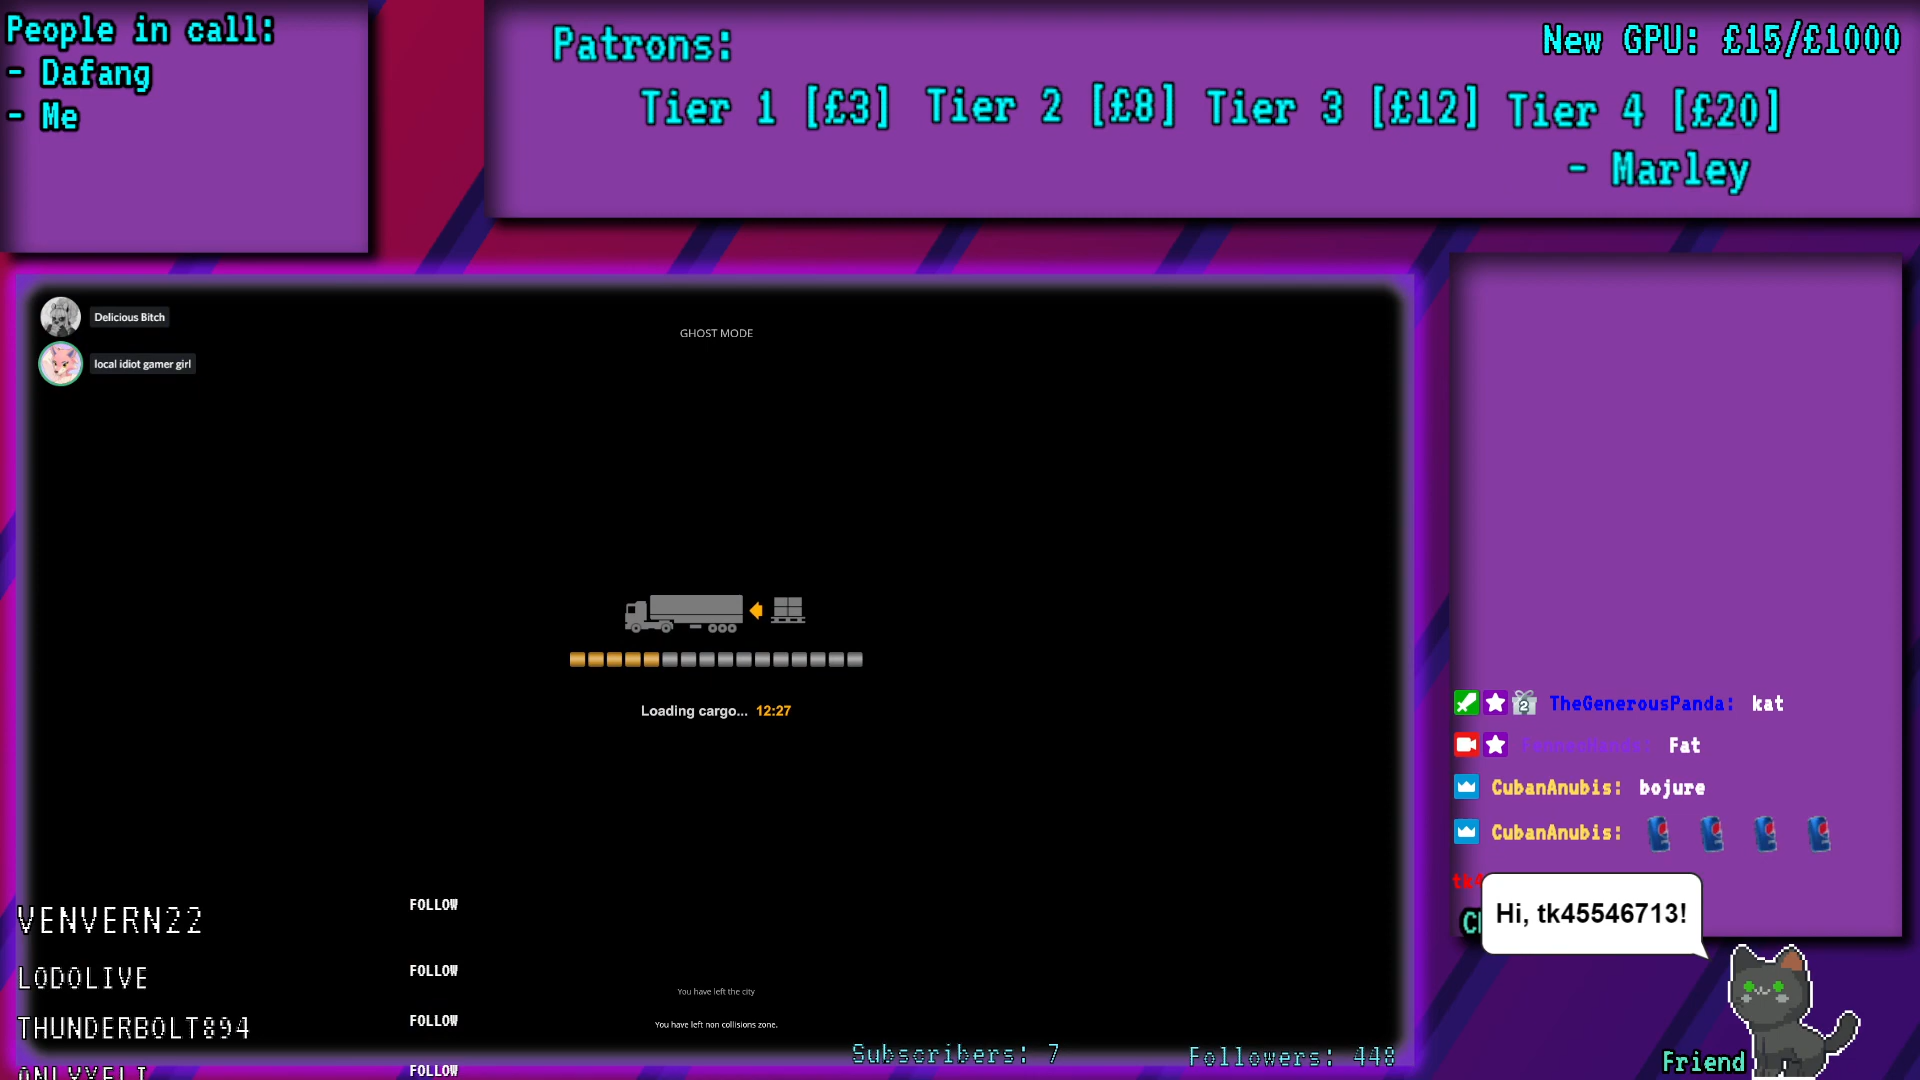 People in call:
- Dafang
- Me
Patrons:
New GPU: £15/£1000
Tier 1 [£3] Tier 2 [£8] Tier 3 [£12] Tier 4 [£20]
- Marley
Delicious Bitch
local idiot gamer girl
GHOST MODE
Loading cargo... 12:27
TheGenerousPanda: kat
Fat
CubanAnubis: bojure
CubanAnubis:
Hi, tk45546713!
VENVERN22 FOLLOW
LODOLIVE FOLLOW
THUNDERBOLT894 FOLLOW
FOLLOW
You have left the city
You have left non collisions zone.
Subscribers: 7
Followers: 448
Friend